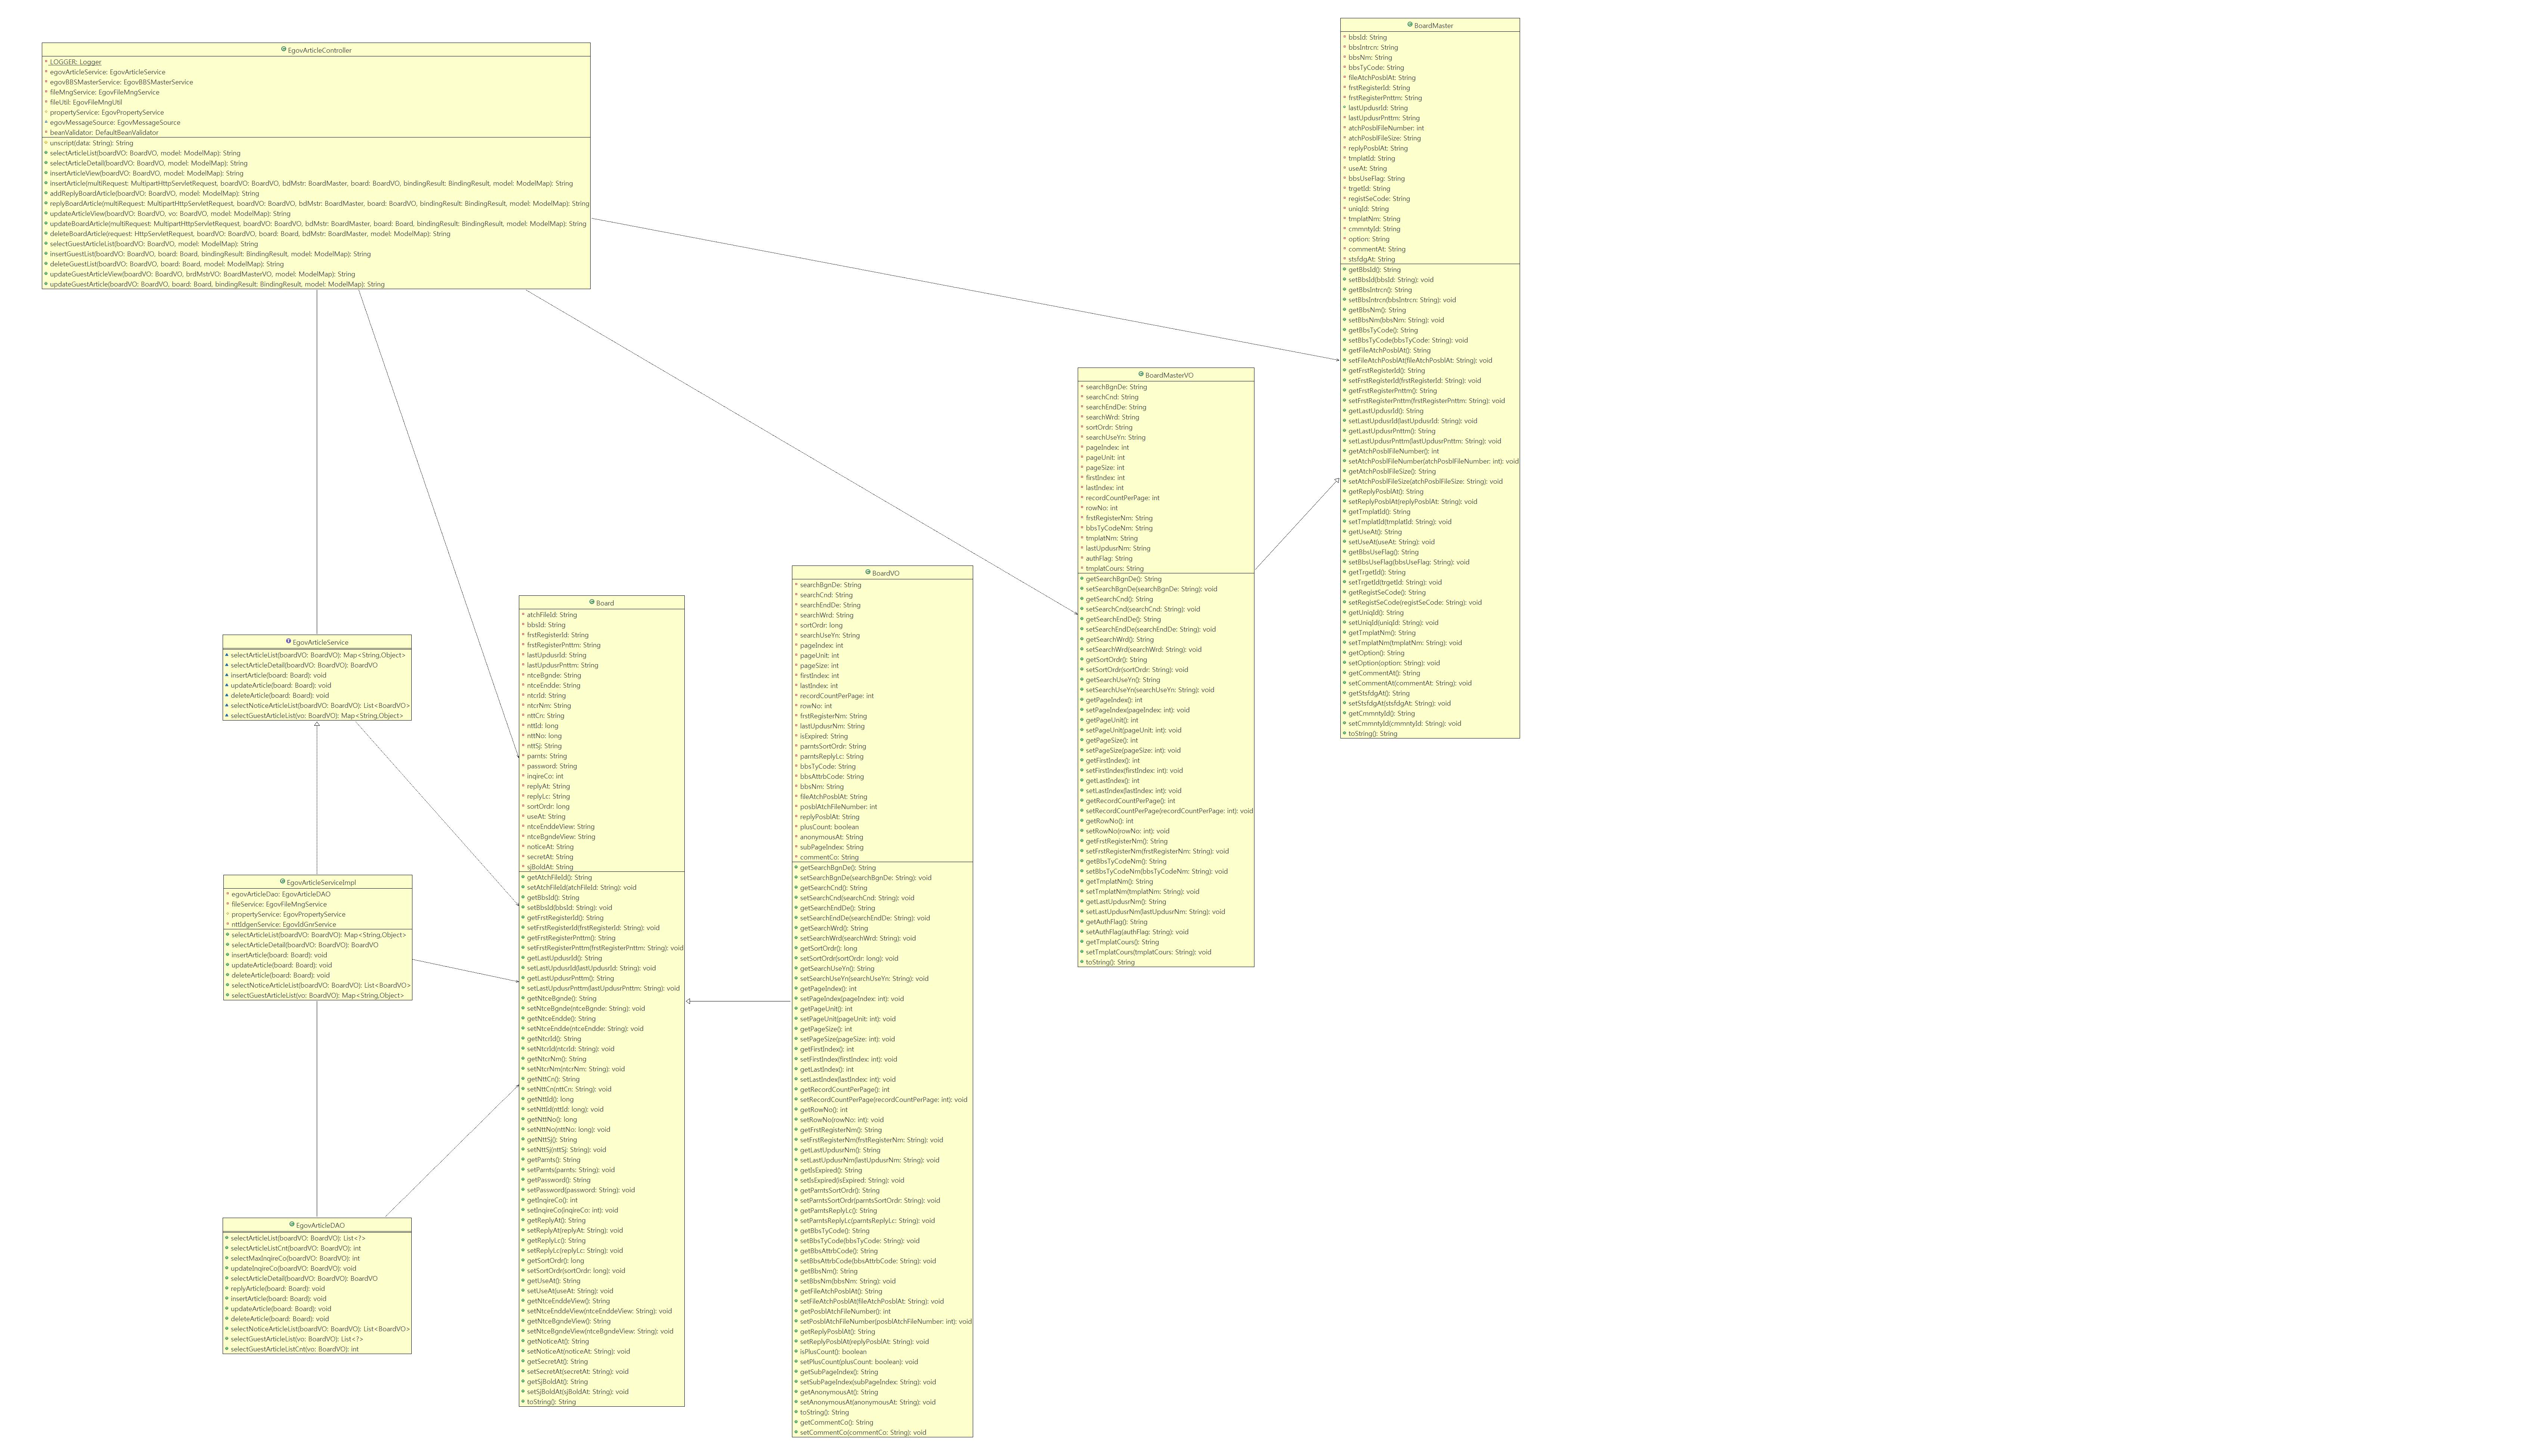 EgovArticleController
LOGGER: Logger
egovArticleService: EgovArticleService
egovBBSMasterService: EgovBBSMasterService
fileMngService: EgovFileMngService
fileUtil: EgovFileMngUtil
propertyService: EgovPropertyService
egovMessageSource: EgovMessageSource
beanValidator: DefaultBeanValidator
unscript(data: String): String
selectArticleList(boardVO: BoardVO, model: ModelMap): String
selectArticleDetail(boardVO: BoardVO, model: ModelMap): String
insertArticleView(boardVO: BoardVO, model: ModelMap): String
insertArticle(multiRequest: MultipartHttpServletRequest, boardVO: BoardVO, bdMstr: BoardMaster, board: BoardVO, bindingResult: BindingResult, model: ModelMap): String
addReplyBoardArticle(boardVO: BoardVO, model: ModelMap): String
replyBoardArticle(multiRequest: MultipartHttpServletRequest, boardVO: BoardVO, bdMstr: BoardMaster, board: BoardVO, bindingResult: BindingResult, model: ModelMap): String
updateArticleView(boardVO: BoardVO, vo: BoardVO, model: ModelMap): String
updateBoardArticle(multiRequest: MultipartHttpServletRequest, boardVO: BoardVO, bdMstr: BoardMaster, board: Board, bindingResult: BindingResult, model: ModelMap): String
deleteBoardArticle(request: HttpServletRequest, boardVO: BoardVO, board: Board, bdMstr: BoardMaster, model: ModelMap): String
selectGuestArticleList(boardVO: BoardVO, model: ModelMap): String
insertGuestList(boardVO: BoardVO, board: Board, bindingResult: BindingResult, model: ModelMap): String
deleteGuestList(boardVO: BoardVO, board: Board, model: ModelMap): String
updateGuestArticleView(boardVO: BoardVO, brdMstrVO: BoardMasterVO, model: ModelMap): String
updateGuestArticle(boardVO: BoardVO, board: Board, bindingResult: BindingResult, model: ModelMap): String
EgovArticleService
selectArticleList(boardVO: BoardVO): Map<String,Object>
selectArticleDetail(boardVO: BoardVO): BoardVO
insertArticle(board: Board): void
updateArticle(board: Board): void
deleteArticle(board: Board): void
selectNoticeArticleList(boardVO: BoardVO): List<BoardVO>
selectGuestArticleList(vo: BoardVO): Map<String,Object>
EgovArticleServiceImpl
egovArticleDao: EgovArticleDAO
fileService: EgovFileMngService
propertyService: EgovPropertyService
nttIdgenService: EgovIdGnrService
selectArticleList(boardVO: BoardVO): Map<String,Object>
selectArticleDetail(boardVO: BoardVO): BoardVO
insertArticle(board: Board): void
updateArticle(board: Board): void
deleteArticle(board: Board): void
selectNoticeArticleList(boardVO: BoardVO): List<BoardVO>
selectGuestArticleList(vo: BoardVO): Map<String,Object>
EgovArticleDAO
selectArticleList(boardVO: BoardVO): List<?>
selectArticleListCnt(boardVO: BoardVO): int
selectMaxInqireCo(boardVO: BoardVO): int
updateInqireCo(boardVO: BoardVO): void
selectArticleDetail(boardVO: BoardVO): BoardVO
replyArticle(board: Board): void
insertArticle(board: Board): void
updateArticle(board: Board): void
deleteArticle(board: Board): void
selectNoticeArticleList(boardVO: BoardVO): List<BoardVO>
selectGuestArticleList(vo: BoardVO): List<?>
selectGuestArticleListCnt(vo: BoardVO): int
Board
atchFileId: String
bbsId: String
frstRegisterId: String
frstRegisterPnttm: String
lastUpdusrId: String
lastUpdusrPnttm: String
ntceBgnde: String
ntceEndde: String
ntcrId: String
ntcrNm: String
nttCn: String
nttId: long
nttNo: long
nttSj: String
parnts: String
password: String
inqireCo: int
replyAt: String
replyLc: String
sortOrdr: long
useAt: String
ntceEnddeView: String
ntceBgndeView: String
noticeAt: String
secretAt: String
sjBoldAt: String
getAtchFileId(): String
setAtchFileId(atchFileId: String): void
getBbsId(): String
setBbsId(bbsId: String): void
getFrstRegisterId(): String
setFrstRegisterId(frstRegisterId: String): void
getFrstRegisterPnttm(): String
setFrstRegisterPnttm(frstRegisterPnttm: String): void
getLastUpdusrId(): String
setLastUpdusrId(lastUpdusrId: String): void
getLastUpdusrPnttm(): String
setLastUpdusrPnttm(lastUpdusrPnttm: String): void
getNtceBgnde(): String
setNtceBgnde(ntceBgnde: String): void
getNtceEndde(): String
setNtceEndde(ntceEndde: String): void
getNtcrId(): String
setNtcrId(ntcrId: String): void
getNtcrNm(): String
setNtcrNm(ntcrNm: String): void
getNttCn(): String
setNttCn(nttCn: String): void
getNttId(): long
setNttId(nttId: long): void
getNttNo(): long
setNttNo(nttNo: long): void
getNttSj(): String
setNttSj(nttSj: String): void
getParnts(): String
setParnts(parnts: String): void
getPassword(): String
setPassword(password: String): void
getInqireCo(): int
setInqireCo(inqireCo: int): void
getReplyAt(): String
setReplyAt(replyAt: String): void
getReplyLc(): String
setReplyLc(replyLc: String): void
getSortOrdr(): long
setSortOrdr(sortOrdr: long): void
getUseAt(): String
setUseAt(useAt: String): void
getNtceEnddeView(): String
setNtceEnddeView(ntceEnddeView: String): void
getNtceBgndeView(): String
setNtceBgndeView(ntceBgndeView: String): void
getNoticeAt(): String
setNoticeAt(noticeAt: String): void
getSecretAt(): String
setSecretAt(secretAt: String): void
getSjBoldAt(): String
setSjBoldAt(sjBoldAt: String): void
toString(): String
BoardVO
searchBgnDe: String
searchCnd: String
searchEndDe: String
searchWrd: String
sortOrdr: long
searchUseYn: String
pageIndex: int
pageUnit: int
pageSize: int
firstIndex: int
lastIndex: int
recordCountPerPage: int
rowNo: int
frstRegisterNm: String
lastUpdusrNm: String
isExpired: String
parntsSortOrdr: String
parntsReplyLc: String
bbsTyCode: String
bbsAttrbCode: String
bbsNm: String
fileAtchPosblAt: String
posblAtchFileNumber: int
replyPosblAt: String
plusCount: boolean
anonymousAt: String
subPageIndex: String
commentCo: String
getSearchBgnDe(): String
setSearchBgnDe(searchBgnDe: String): void
getSearchCnd(): String
setSearchCnd(searchCnd: String): void
getSearchEndDe(): String
setSearchEndDe(searchEndDe: String): void
getSearchWrd(): String
setSearchWrd(searchWrd: String): void
getSortOrdr(): long
setSortOrdr(sortOrdr: long): void
getSearchUseYn(): String
setSearchUseYn(searchUseYn: String): void
getPageIndex(): int
setPageIndex(pageIndex: int): void
getPageUnit(): int
setPageUnit(pageUnit: int): void
getPageSize(): int
setPageSize(pageSize: int): void
getFirstIndex(): int
setFirstIndex(firstIndex: int): void
getLastIndex(): int
setLastIndex(lastIndex: int): void
getRecordCountPerPage(): int
setRecordCountPerPage(recordCountPerPage: int): void
getRowNo(): int
setRowNo(rowNo: int): void
getFrstRegisterNm(): String
setFrstRegisterNm(frstRegisterNm: String): void
getLastUpdusrNm(): String
setLastUpdusrNm(lastUpdusrNm: String): void
getIsExpired(): String
setIsExpired(isExpired: String): void
getParntsSortOrdr(): String
setParntsSortOrdr(parntsSortOrdr: String): void
getParntsReplyLc(): String
setParntsReplyLc(parntsReplyLc: String): void
getBbsTyCode(): String
setBbsTyCode(bbsTyCode: String): void
getBbsAttrbCode(): String
setBbsAttrbCode(bbsAttrbCode: String): void
getBbsNm(): String
setBbsNm(bbsNm: String): void
getFileAtchPosblAt(): String
setFileAtchPosblAt(fileAtchPosblAt: String): void
getPosblAtchFileNumber(): int
setPosblAtchFileNumber(posblAtchFileNumber: int): void
getReplyPosblAt(): String
setReplyPosblAt(replyPosblAt: String): void
isPlusCount(): boolean
setPlusCount(plusCount: boolean): void
getSubPageIndex(): String
setSubPageIndex(subPageIndex: String): void
getAnonymousAt(): String
setAnonymousAt(anonymousAt: String): void
toString(): String
getCommentCo(): String
setCommentCo(commentCo: String): void
BoardMasterVO
searchBgnDe: String
searchCnd: String
searchEndDe: String
searchWrd: String
sortOrdr: String
searchUseYn: String
pageIndex: int
pageUnit: int
pageSize: int
firstIndex: int
lastIndex: int
recordCountPerPage: int
rowNo: int
frstRegisterNm: String
bbsTyCodeNm: String
tmplatNm: String
lastUpdusrNm: String
authFlag: String
tmplatCours: String
getSearchBgnDe(): String
setSearchBgnDe(searchBgnDe: String): void
getSearchCnd(): String
setSearchCnd(searchCnd: String): void
getSearchEndDe(): String
setSearchEndDe(searchEndDe: String): void
getSearchWrd(): String
setSearchWrd(searchWrd: String): void
getSortOrdr(): String
setSortOrdr(sortOrdr: String): void
getSearchUseYn(): String
setSearchUseYn(searchUseYn: String): void
getPageIndex(): int
setPageIndex(pageIndex: int): void
getPageUnit(): int
setPageUnit(pageUnit: int): void
getPageSize(): int
setPageSize(pageSize: int): void
getFirstIndex(): int
setFirstIndex(firstIndex: int): void
getLastIndex(): int
setLastIndex(lastIndex: int): void
getRecordCountPerPage(): int
setRecordCountPerPage(recordCountPerPage: int): void
getRowNo(): int
setRowNo(rowNo: int): void
getFrstRegisterNm(): String
setFrstRegisterNm(frstRegisterNm: String): void
getBbsTyCodeNm(): String
setBbsTyCodeNm(bbsTyCodeNm: String): void
getTmplatNm(): String
setTmplatNm(tmplatNm: String): void
getLastUpdusrNm(): String
setLastUpdusrNm(lastUpdusrNm: String): void
getAuthFlag(): String
setAuthFlag(authFlag: String): void
getTmplatCours(): String
setTmplatCours(tmplatCours: String): void
toString(): String
BoardMaster
bbsId: String
bbsIntrcn: String
bbsNm: String
bbsTyCode: String
fileAtchPosblAt: String
frstRegisterId: String
frstRegisterPnttm: String
lastUpdusrId: String
lastUpdusrPnttm: String
atchPosblFileNumber: int
atchPosblFileSize: String
replyPosblAt: String
tmplatId: String
useAt: String
bbsUseFlag: String
trgetId: String
registSeCode: String
uniqId: String
tmplatNm: String
cmmntyId: String
option: String
commentAt: String
stsfdgAt: String
getBbsId(): String
setBbsId(bbsId: String): void
getBbsIntrcn(): String
setBbsIntrcn(bbsIntrcn: String): void
getBbsNm(): String
setBbsNm(bbsNm: String): void
getBbsTyCode(): String
setBbsTyCode(bbsTyCode: String): void
getFileAtchPosblAt(): String
setFileAtchPosblAt(fileAtchPosblAt: String): void
getFrstRegisterId(): String
setFrstRegisterId(frstRegisterId: String): void
getFrstRegisterPnttm(): String
setFrstRegisterPnttm(frstRegisterPnttm: String): void
getLastUpdusrId(): String
setLastUpdusrId(lastUpdusrId: String): void
getLastUpdusrPnttm(): String
setLastUpdusrPnttm(lastUpdusrPnttm: String): void
getAtchPosblFileNumber(): int
setAtchPosblFileNumber(atchPosblFileNumber: int): void
getAtchPosblFileSize(): String
setAtchPosblFileSize(atchPosblFileSize: String): void
getReplyPosblAt(): String
setReplyPosblAt(replyPosblAt: String): void
getTmplatId(): String
setTmplatId(tmplatId: String): void
getUseAt(): String
setUseAt(useAt: String): void
getBbsUseFlag(): String
setBbsUseFlag(bbsUseFlag: String): void
getTrgetId(): String
setTrgetId(trgetId: String): void
getRegistSeCode(): String
setRegistSeCode(registSeCode: String): void
getUniqId(): String
setUniqId(uniqId: String): void
getTmplatNm(): String
setTmplatNm(tmplatNm: String): void
getOption(): String
setOption(option: String): void
getCommentAt(): String
setCommentAt(commentAt: String): void
getStsfdgAt(): String
setStsfdgAt(stsfdgAt: String): void
getCmmntyId(): String
setCmmntyId(cmmntyId: String): void
toString(): String